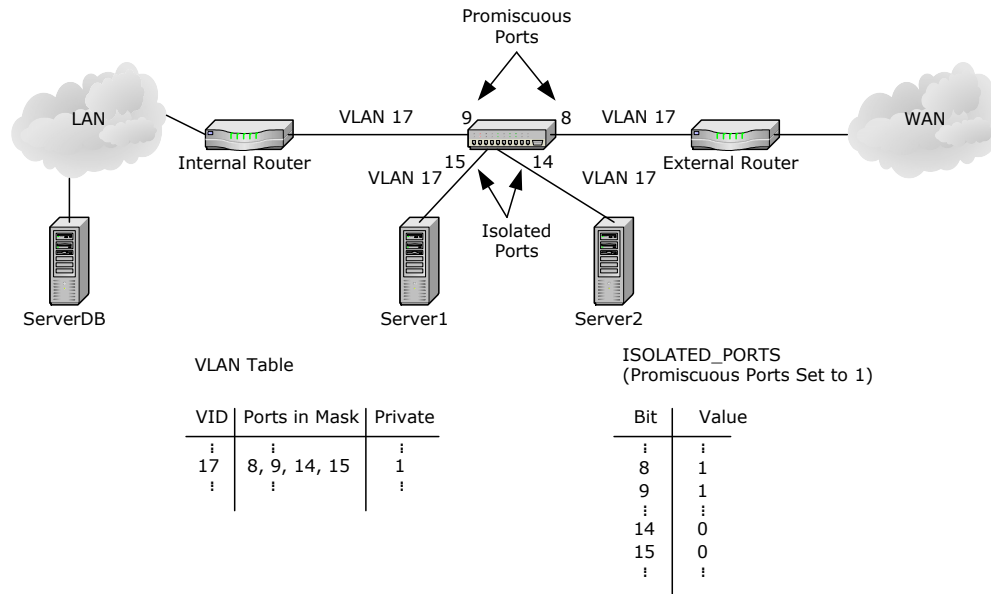 Promiscuous
Ports
LAN
VLAN 17
9
8
VLAN 17
WAN
Internal Router
15
14
External Router
VLAN 17
VLAN 17
Isolated
Ports
ServerDB
Server1
Server2
VLAN Table
ISOLATED_PORTS
(Promiscuous Ports Set to 1)
VID Ports in Mask Private
17 8, 9, 14, 15 1
Bit Value
8 1
9 1
14 0
15 0